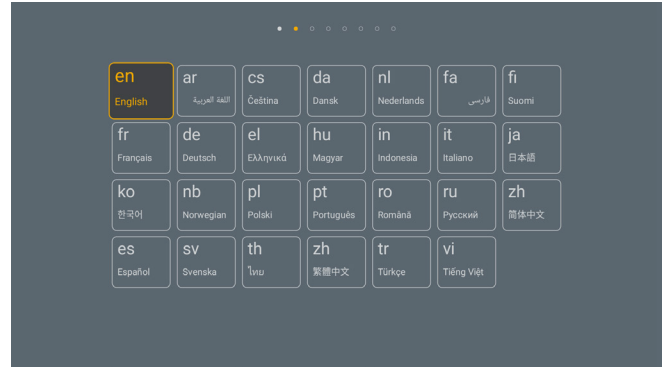 en
English
ar
اللغة العربية
cs
Čeština
da
Dansk
nl
Nederlands
fa
فارسی
fi
Suomi
fr
Français
de
Deutsch
el
Ελληνικά
hu
Magyar
in
Indonesia
it
Italiano
ja
日本語
ko
한국어
nb
Norwegian
pl
Polski
pt
Português
ro
Română
ru
Русский
zh
简体中文
es
Español
sv
Svenska
th
ไทย
zh
繁體中文
tr
Türkçe
vi
Tiếng Việt